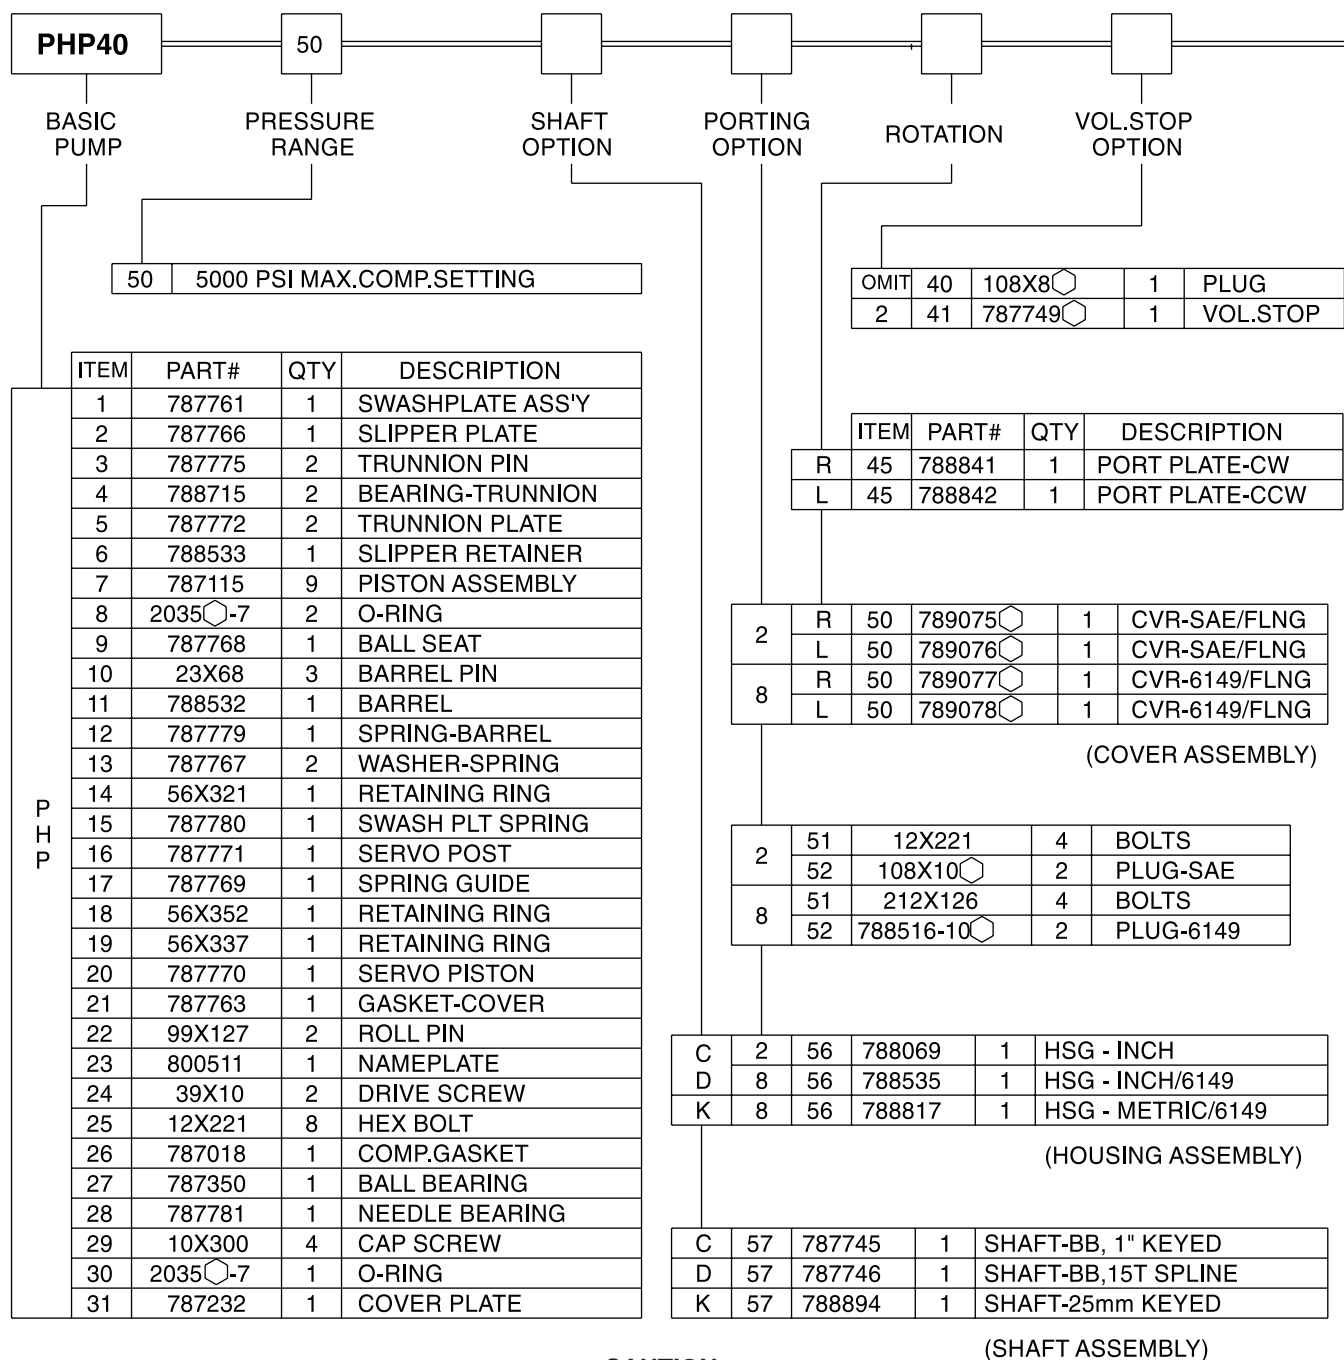 PHP40 50
BASIC PUMP
PRESSURE RANGE
SHAFT OPTION
PORTING OPTION
ROTATION
VOL.STOP OPTION
50 5000 PSI MAX.COMP.SETTING
OMIT 40 108X8⬡ 1 PLUG
2 41 787749⬡ 1 VOL.STOP
ITEM PART# QTY DESCRIPTION
PHP
1 787761 1 SWASHPLATE ASS'Y
2 787766 1 SLIPPER PLATE
3 787775 2 TRUNNION PIN
4 788715 2 BEARING-TRUNNION
5 787772 2 TRUNNION PLATE
6 788533 1 SLIPPER RETAINER
7 787115 9 PISTON ASSEMBLY
8 2035⬡-7 2 O-RING
9 787768 1 BALL SEAT
10 23X68 3 BARREL PIN
11 788532 1 BARREL
12 787779 1 SPRING-BARREL
13 787767 2 WASHER-SPRING
14 56X321 1 RETAINING RING
15 787780 1 SWASH PLT SPRING
16 787771 1 SERVO POST
17 787769 1 SPRING GUIDE
18 56X352 1 RETAINING RING
19 56X337 1 RETAINING RING
20 787770 1 SERVO PISTON
21 787763 1 GASKET-COVER
22 99X127 2 ROLL PIN
23 800511 1 NAMEPLATE
24 39X10 2 DRIVE SCREW
25 12X221 8 HEX BOLT
26 787018 1 COMP.GASKET
27 787350 1 BALL BEARING
28 787781 1 NEEDLE BEARING
29 10X300 4 CAP SCREW
30 2035⬡-7 1 O-RING
31 787232 1 COVER PLATE
ITEM PART# QTY DESCRIPTION
R 45 788841 1 PORT PLATE-CW
L 45 788842 1 PORT PLATE-CCW
2 R 50 789075⬡ 1 CVR-SAE/FLNG
L 50 789076⬡ 1 CVR-SAE/FLNG
8 R 50 789077⬡ 1 CVR-6149/FLNG
L 50 789078⬡ 1 CVR-6149/FLNG
(COVER ASSEMBLY)
2 51 12X221 4 BOLTS
52 108X10⬡ 2 PLUG-SAE
8 51 212X126 4 BOLTS
52 788516-10⬡ 2 PLUG-6149
C 2 56 788069 1 HSG - INCH
D 8 56 788535 1 HSG - INCH/6149
K 8 56 788817 1 HSG - METRIC/6149
(HOUSING ASSEMBLY)
C 57 787745 1 SHAFT-BB, 1" KEYED
D 57 787746 1 SHAFT-BB,15T SPLINE
K 57 788894 1 SHAFT-25mm KEYED
(SHAFT ASSEMBLY)